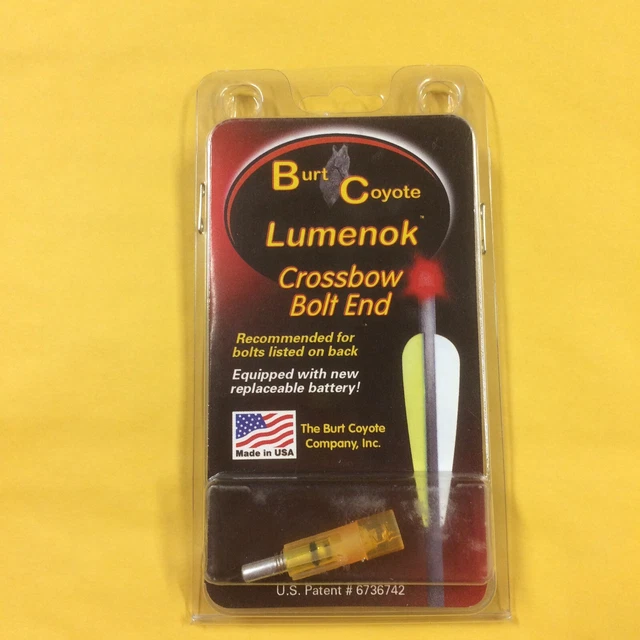 Burt
Coyote
Lumenok™
Crossbow
Bolt End
Recommended for
bolts listed on back
Equipped with new
replaceable battery!
Made in USA
The Burt Coyote
Company, Inc.
U.S. Patent # 6736742